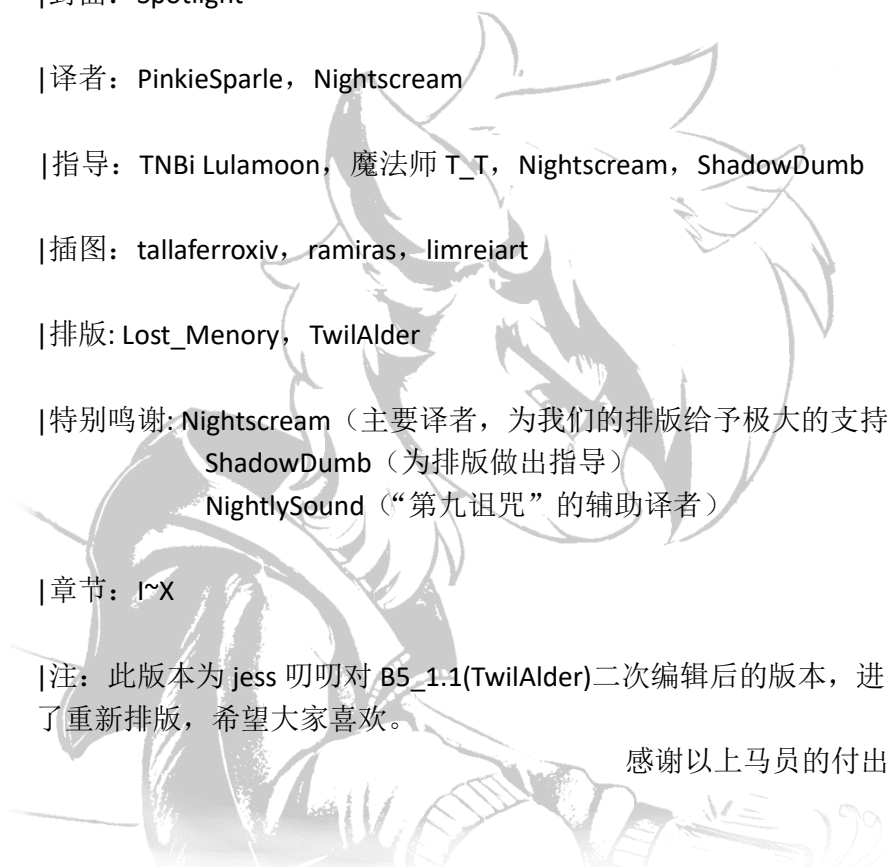 |封面：Spotlight
|译者：PinkieSparle，Nightscream
|指导：TNBi Lulamoon，魔法师 T_T，Nightscream，ShadowDumb
|插图：tallaferroxiv，ramiras，limreiart
|排版: Lost_Menory，TwilAlder
|特别鸣谢: Nightscream（主要译者，为我们的排版给予极大的支持
ShadowDumb（为排版做出指导）
NightlySound（“第九诅咒”的辅助译者）
|章节：I~X
|注：此版本为 jess 叨叨对 B5_1.1(TwilAlder)二次编辑后的版本，进
了重新排版，希望大家喜欢。
感谢以上马员的付出